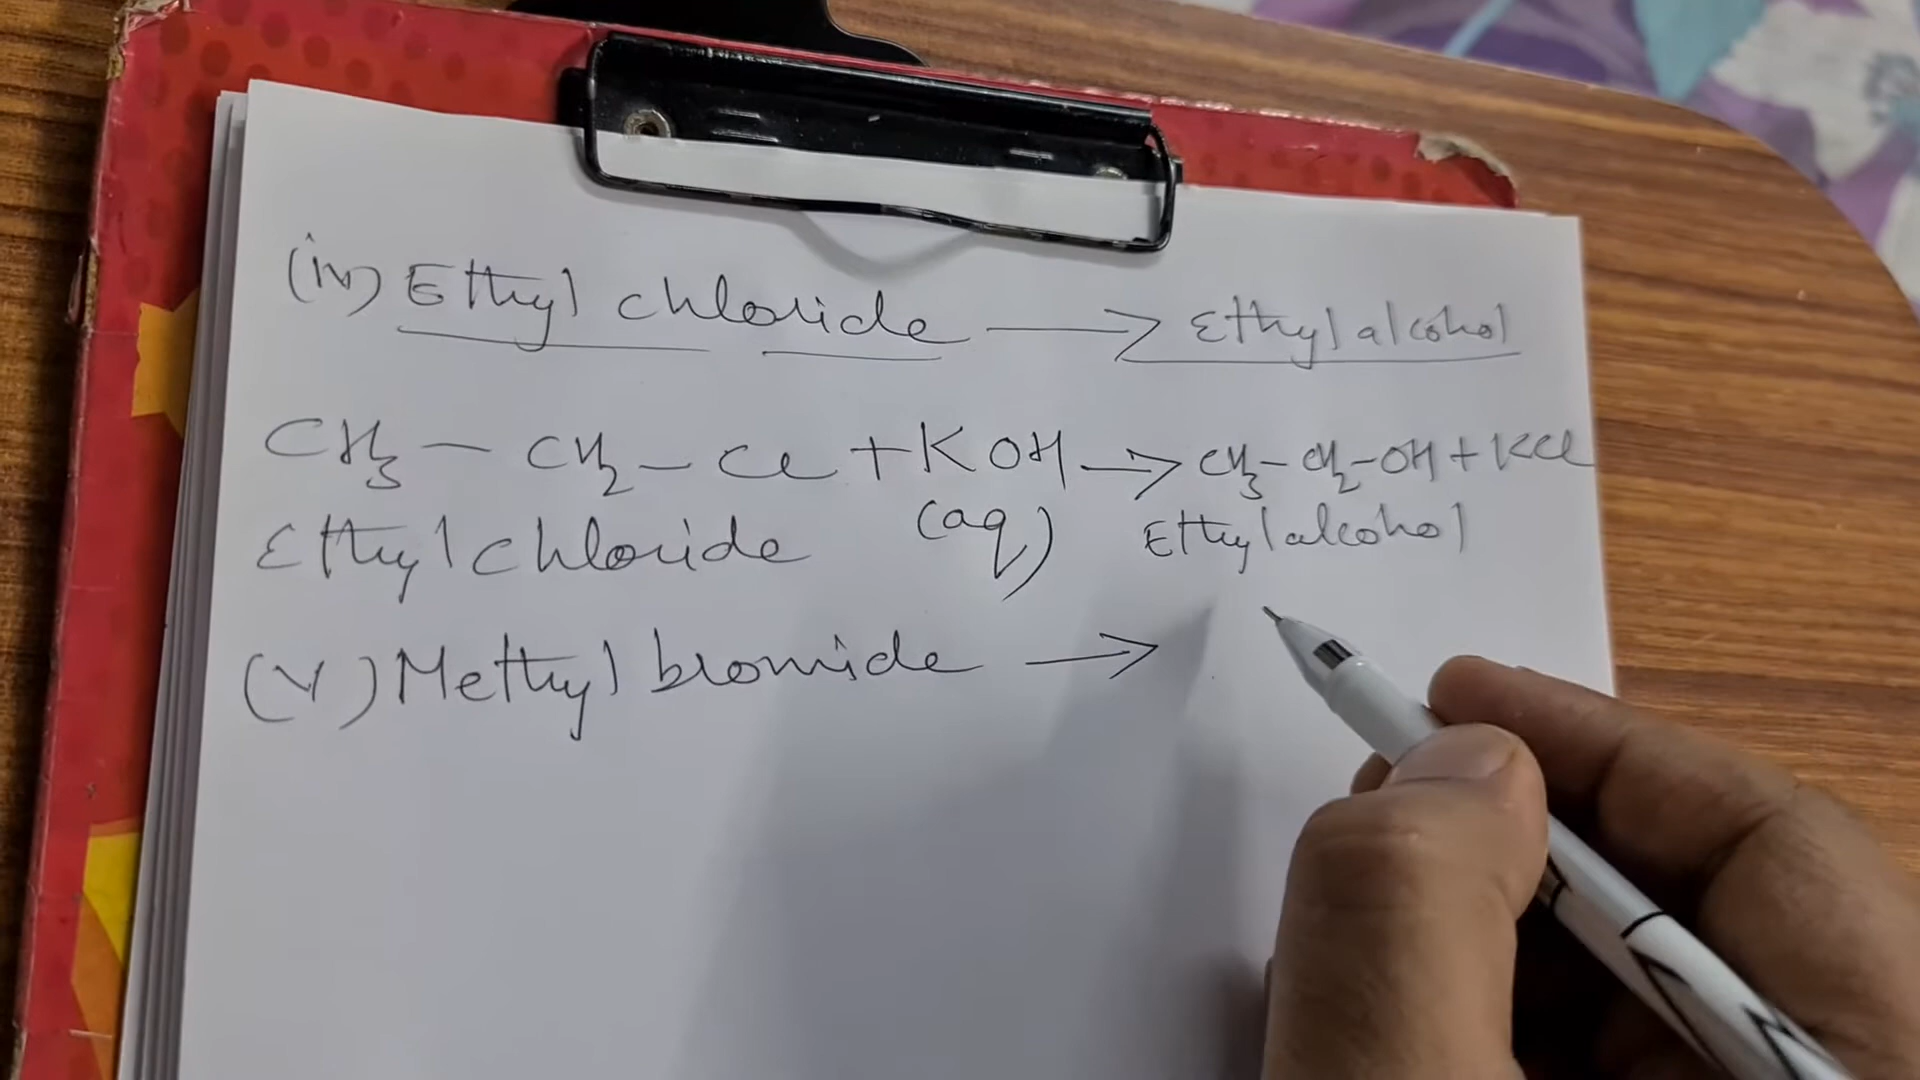 (iv) Ethyl chloride → Ethyl alcohol
CH3 – CH2 – Cl + KOH → CH3 – CH2 – OH + KCl
Ethyl chloride (aq) Ethyl alcohol
(V) Methyl bromide →